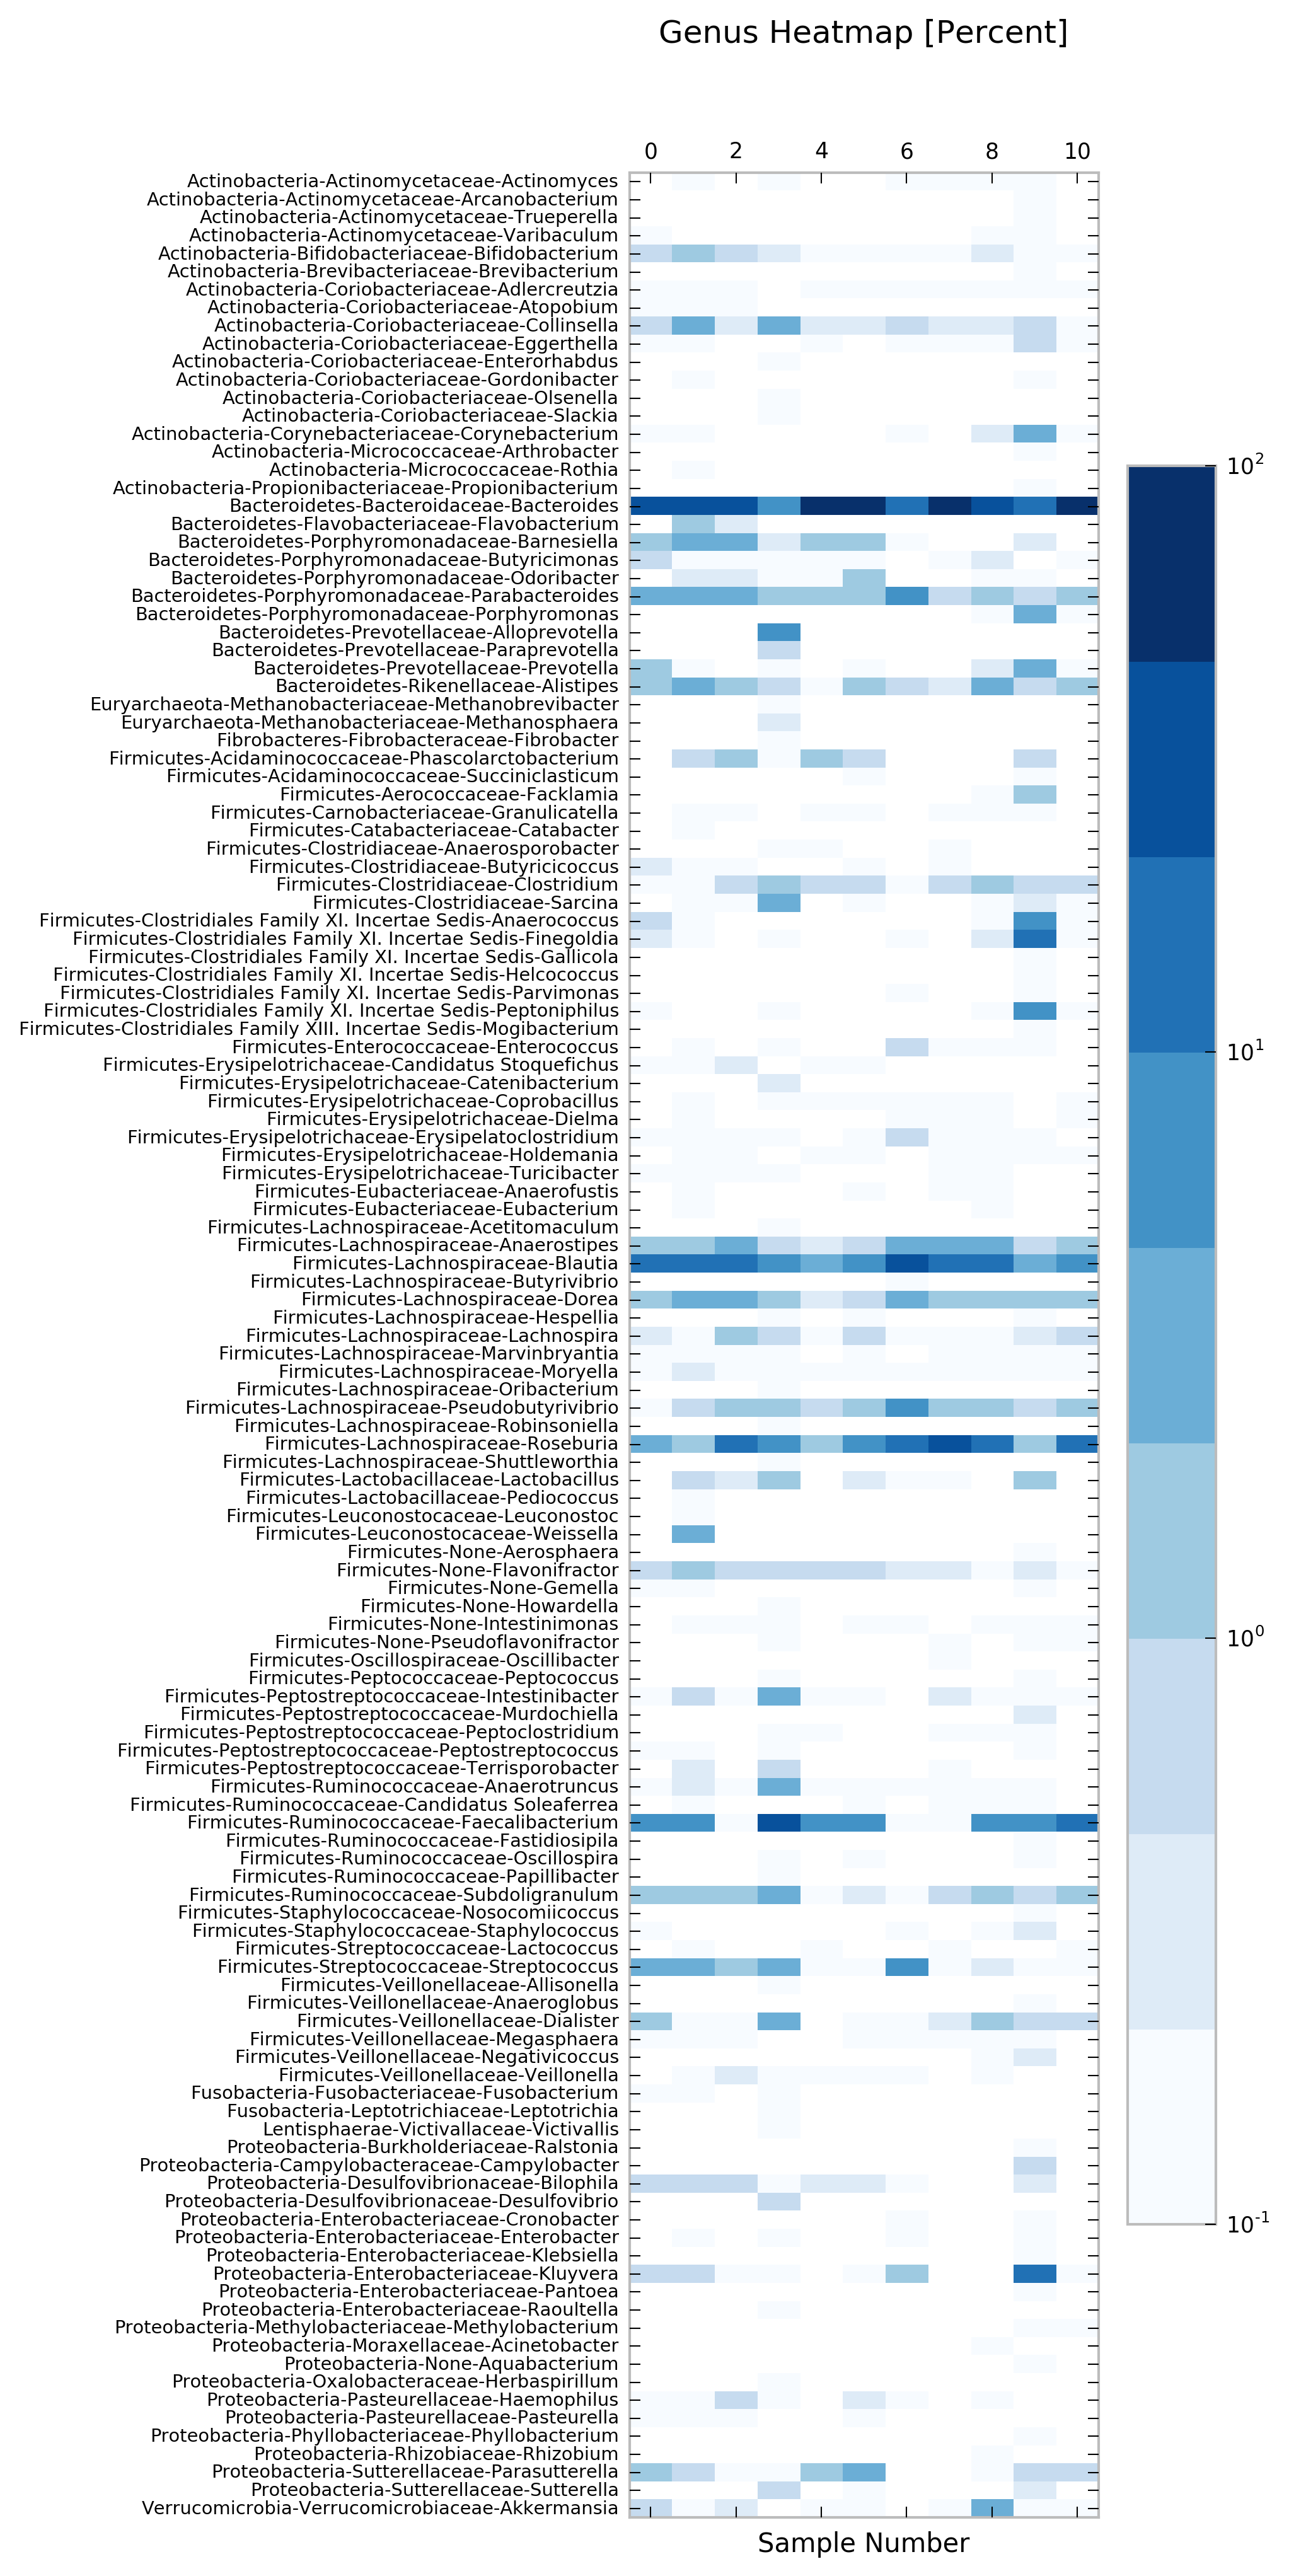 Genus Heatmap [Percent]
0 2 4 6 8 10
Actinobacteria-Actinomycetaceae-Actinomyces
Actinobacteria-Actinomycetaceae-Arcanobacterium
Actinobacteria-Actinomycetaceae-Trueperella
Actinobacteria-Actinomycetaceae-Varibaculum
Actinobacteria-Bifidobacteriaceae-Bifidobacterium
Actinobacteria-Brevibacteriaceae-Brevibacterium
Actinobacteria-Coriobacteriaceae-Adlercreutzia
Actinobacteria-Coriobacteriaceae-Atopobium
Actinobacteria-Coriobacteriaceae-Collinsella
Actinobacteria-Coriobacteriaceae-Eggerthella
Actinobacteria-Coriobacteriaceae-Enterorhabdus
Actinobacteria-Coriobacteriaceae-Gordonibacter
Actinobacteria-Coriobacteriaceae-Olsenella
Actinobacteria-Coriobacteriaceae-Slackia
Actinobacteria-Corynebacteriaceae-Corynebacterium
Actinobacteria-Micrococcaceae-Arthrobacter
Actinobacteria-Micrococcaceae-Rothia
Actinobacteria-Propionibacteriaceae-Propionibacterium
Bacteroidetes-Bacteroidaceae-Bacteroides
Bacteroidetes-Flavobacteriaceae-Flavobacterium
Bacteroidetes-Porphyromonadaceae-Barnesiella
Bacteroidetes-Porphyromonadaceae-Butyricimonas
Bacteroidetes-Porphyromonadaceae-Odoribacter
Bacteroidetes-Porphyromonadaceae-Parabacteroides
Bacteroidetes-Porphyromonadaceae-Porphyromonas
Bacteroidetes-Prevotellaceae-Alloprevotella
Bacteroidetes-Prevotellaceae-Paraprevotella
Bacteroidetes-Prevotellaceae-Prevotella
Bacteroidetes-Rikenellaceae-Alistipes
Euryarchaeota-Methanobacteriaceae-Methanobrevibacter
Euryarchaeota-Methanobacteriaceae-Methanosphaera
Fibrobacteres-Fibrobacteraceae-Fibrobacter
Firmicutes-Acidaminococcaceae-Phascolarctobacterium
Firmicutes-Acidaminococcaceae-Succiniclasticum
Firmicutes-Aerococcaceae-Facklamia
Firmicutes-Carnobacteriaceae-Granulicatella
Firmicutes-Catabacteriaceae-Catabacter
Firmicutes-Clostridiaceae-Anaerosporobacter
Firmicutes-Clostridiaceae-Butyricicoccus
Firmicutes-Clostridiaceae-Clostridium
Firmicutes-Clostridiaceae-Sarcina
Firmicutes-Clostridiales Family XI. Incertae Sedis-Anaerococcus
Firmicutes-Clostridiales Family XI. Incertae Sedis-Finegoldia
Firmicutes-Clostridiales Family XI. Incertae Sedis-Gallicola
Firmicutes-Clostridiales Family XI. Incertae Sedis-Helcococcus
Firmicutes-Clostridiales Family XI. Incertae Sedis-Parvimonas
Firmicutes-Clostridiales Family XI. Incertae Sedis-Peptoniphilus
Firmicutes-Clostridiales Family XIII. Incertae Sedis-Mogibacterium
Firmicutes-Enterococcaceae-Enterococcus
Firmicutes-Erysipelotrichaceae-Candidatus Stoquefichus
Firmicutes-Erysipelotrichaceae-Catenibacterium
Firmicutes-Erysipelotrichaceae-Coprobacillus
Firmicutes-Erysipelotrichaceae-Dielma
Firmicutes-Erysipelotrichaceae-Erysipelatoclostridium
Firmicutes-Erysipelotrichaceae-Holdemania
Firmicutes-Erysipelotrichaceae-Turicibacter
Firmicutes-Eubacteriaceae-Anaerofustis
Firmicutes-Eubacteriaceae-Eubacterium
Firmicutes-Lachnospiraceae-Acetitomaculum
Firmicutes-Lachnospiraceae-Anaerostipes
Firmicutes-Lachnospiraceae-Blautia
Firmicutes-Lachnospiraceae-Butyrivibrio
Firmicutes-Lachnospiraceae-Dorea
Firmicutes-Lachnospiraceae-Hespellia
Firmicutes-Lachnospiraceae-Lachnospira
Firmicutes-Lachnospiraceae-Marvinbryantia
Firmicutes-Lachnospiraceae-Moryella
Firmicutes-Lachnospiraceae-Oribacterium
Firmicutes-Lachnospiraceae-Pseudobutyrivibrio
Firmicutes-Lachnospiraceae-Robinsoniella
Firmicutes-Lachnospiraceae-Roseburia
Firmicutes-Lachnospiraceae-Shuttleworthia
Firmicutes-Lactobacillaceae-Lactobacillus
Firmicutes-Lactobacillaceae-Pediococcus
Firmicutes-Leuconostocaceae-Leuconostoc
Firmicutes-Leuconostocaceae-Weissella
Firmicutes-None-Aerosphaera
Firmicutes-None-Flavonifractor
Firmicutes-None-Gemella
Firmicutes-None-Howardella
Firmicutes-None-Intestinimonas
Firmicutes-None-Pseudoflavonifractor
Firmicutes-Oscillospiraceae-Oscillibacter
Firmicutes-Peptococcaceae-Peptococcus
Firmicutes-Peptostreptococcaceae-Intestinibacter
Firmicutes-Peptostreptococcaceae-Murdochiella
Firmicutes-Peptostreptococcaceae-Peptoclostridium
Firmicutes-Peptostreptococcaceae-Peptostreptococcus
Firmicutes-Peptostreptococcaceae-Terrisporobacter
Firmicutes-Ruminococcaceae-Anaerotruncus
Firmicutes-Ruminococcaceae-Candidatus Soleaferrea
Firmicutes-Ruminococcaceae-Faecalibacterium
Firmicutes-Ruminococcaceae-Fastidiosipila
Firmicutes-Ruminococcaceae-Oscillospira
Firmicutes-Ruminococcaceae-Papillibacter
Firmicutes-Ruminococcaceae-Subdoligranulum
Firmicutes-Staphylococcaceae-Nosocomiicoccus
Firmicutes-Staphylococcaceae-Staphylococcus
Firmicutes-Streptococcaceae-Lactococcus
Firmicutes-Streptococcaceae-Streptococcus
Firmicutes-Veillonellaceae-Allisonella
Firmicutes-Veillonellaceae-Anaeroglobus
Firmicutes-Veillonellaceae-Dialister
Firmicutes-Veillonellaceae-Megasphaera
Firmicutes-Veillonellaceae-Negativicoccus
Firmicutes-Veillonellaceae-Veillonella
Fusobacteria-Fusobacteriaceae-Fusobacterium
Fusobacteria-Leptotrichiaceae-Leptotrichia
Lentisphaerae-Victivallaceae-Victivallis
Proteobacteria-Burkholderiaceae-Ralstonia
Proteobacteria-Campylobacteraceae-Campylobacter
Proteobacteria-Desulfovibrionaceae-Bilophila
Proteobacteria-Desulfovibrionaceae-Desulfovibrio
Proteobacteria-Enterobacteriaceae-Cronobacter
Proteobacteria-Enterobacteriaceae-Enterobacter
Proteobacteria-Enterobacteriaceae-Klebsiella
Proteobacteria-Enterobacteriaceae-Kluyvera
Proteobacteria-Enterobacteriaceae-Pantoea
Proteobacteria-Enterobacteriaceae-Raoultella
Proteobacteria-Methylobacteriaceae-Methylobacterium
Proteobacteria-Moraxellaceae-Acinetobacter
Proteobacteria-None-Aquabacterium
Proteobacteria-Oxalobacteraceae-Herbaspirillum
Proteobacteria-Pasteurellaceae-Haemophilus
Proteobacteria-Pasteurellaceae-Pasteurella
Proteobacteria-Phyllobacteriaceae-Phyllobacterium
Proteobacteria-Rhizobiaceae-Rhizobium
Proteobacteria-Sutterellaceae-Parasutterella
Proteobacteria-Sutterellaceae-Sutterella
Verrucomicrobia-Verrucomicrobiaceae-Akkermansia
Sample Number
10²
10¹
10⁰
10⁻¹